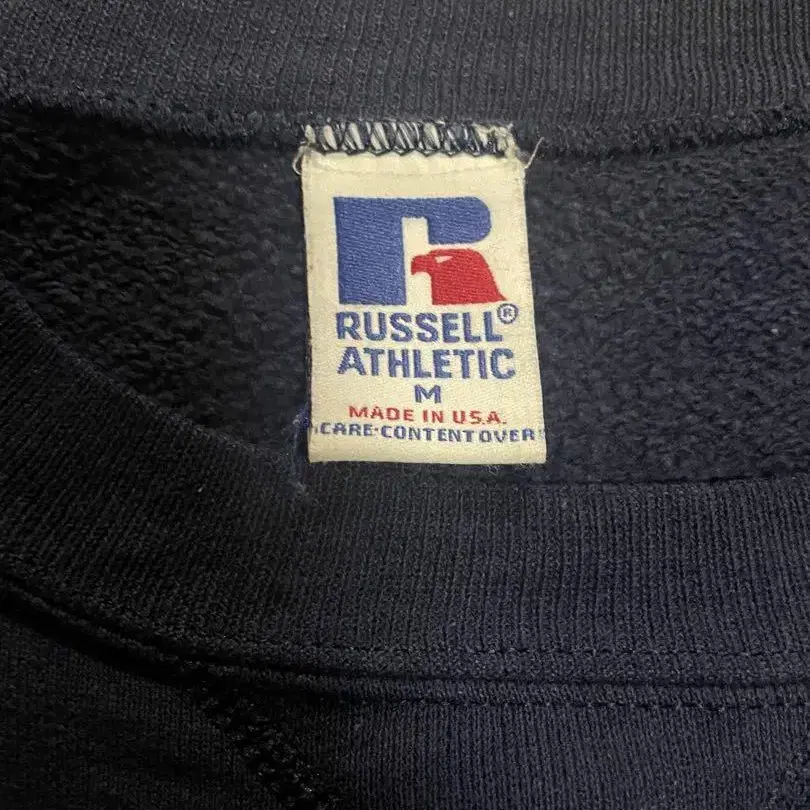 RUSSELL®
ATHLETIC
M
MADE IN U.S.A.
CARE·CONTENT OVER